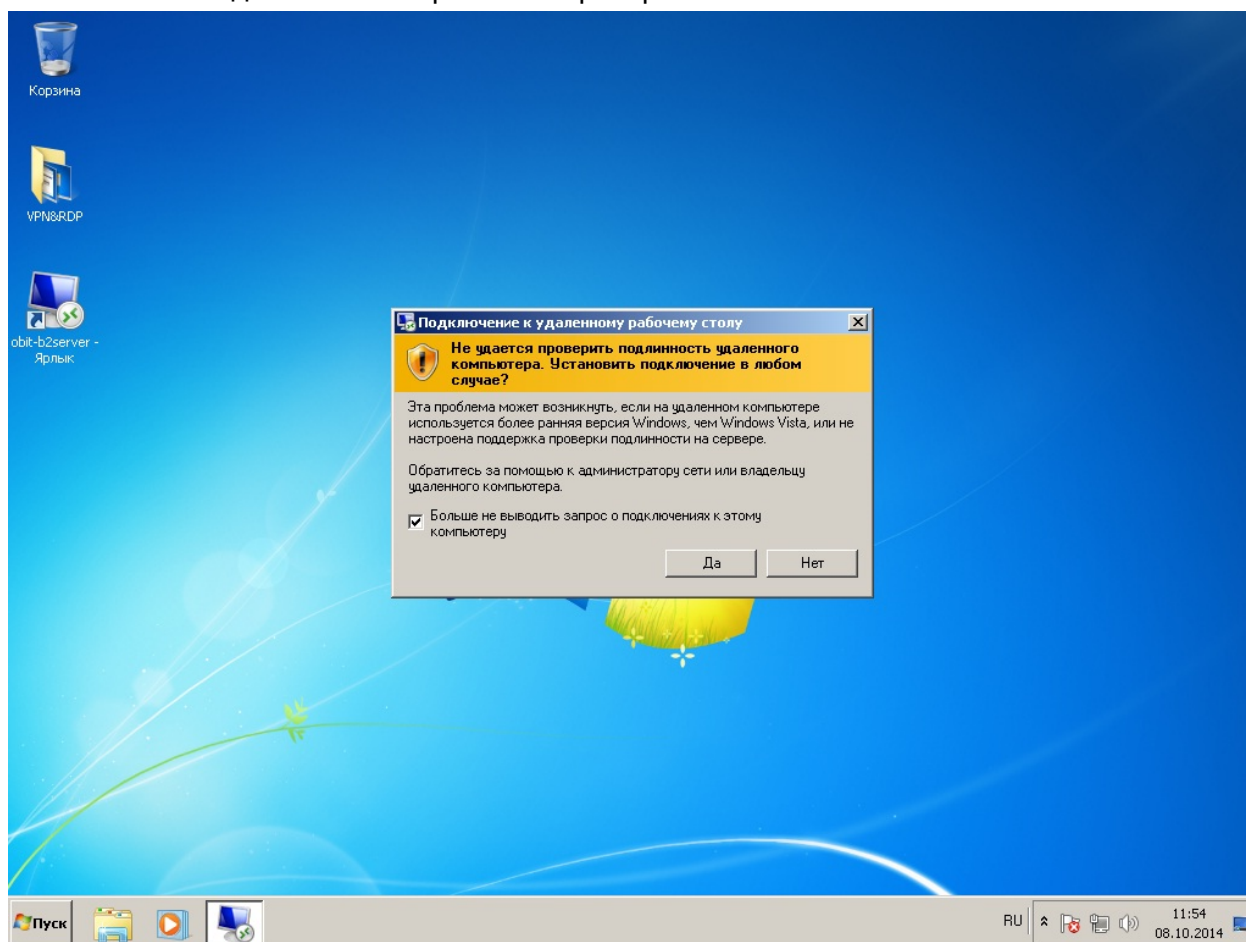 Корзина
VPN&RDP
obit-b2server -
Ярлык
Подключение к удаленному рабочему столу
Не удается проверить подлинность удаленного
компьютера. Установить подключение в любом
случае?
Эта проблема может возникнуть, если на удаленном компьютере
используется более ранняя версия Windows, чем Windows Vista, или не
настроена поддержка проверки подлинности на сервере.
Обратитесь за помощью к администратору сети или владельцу
удаленного компьютера.
Больше не выводить запрос о подключениях к этому
компьютеру
Да
Нет
Пуск
RU
11:54
08.10.2014